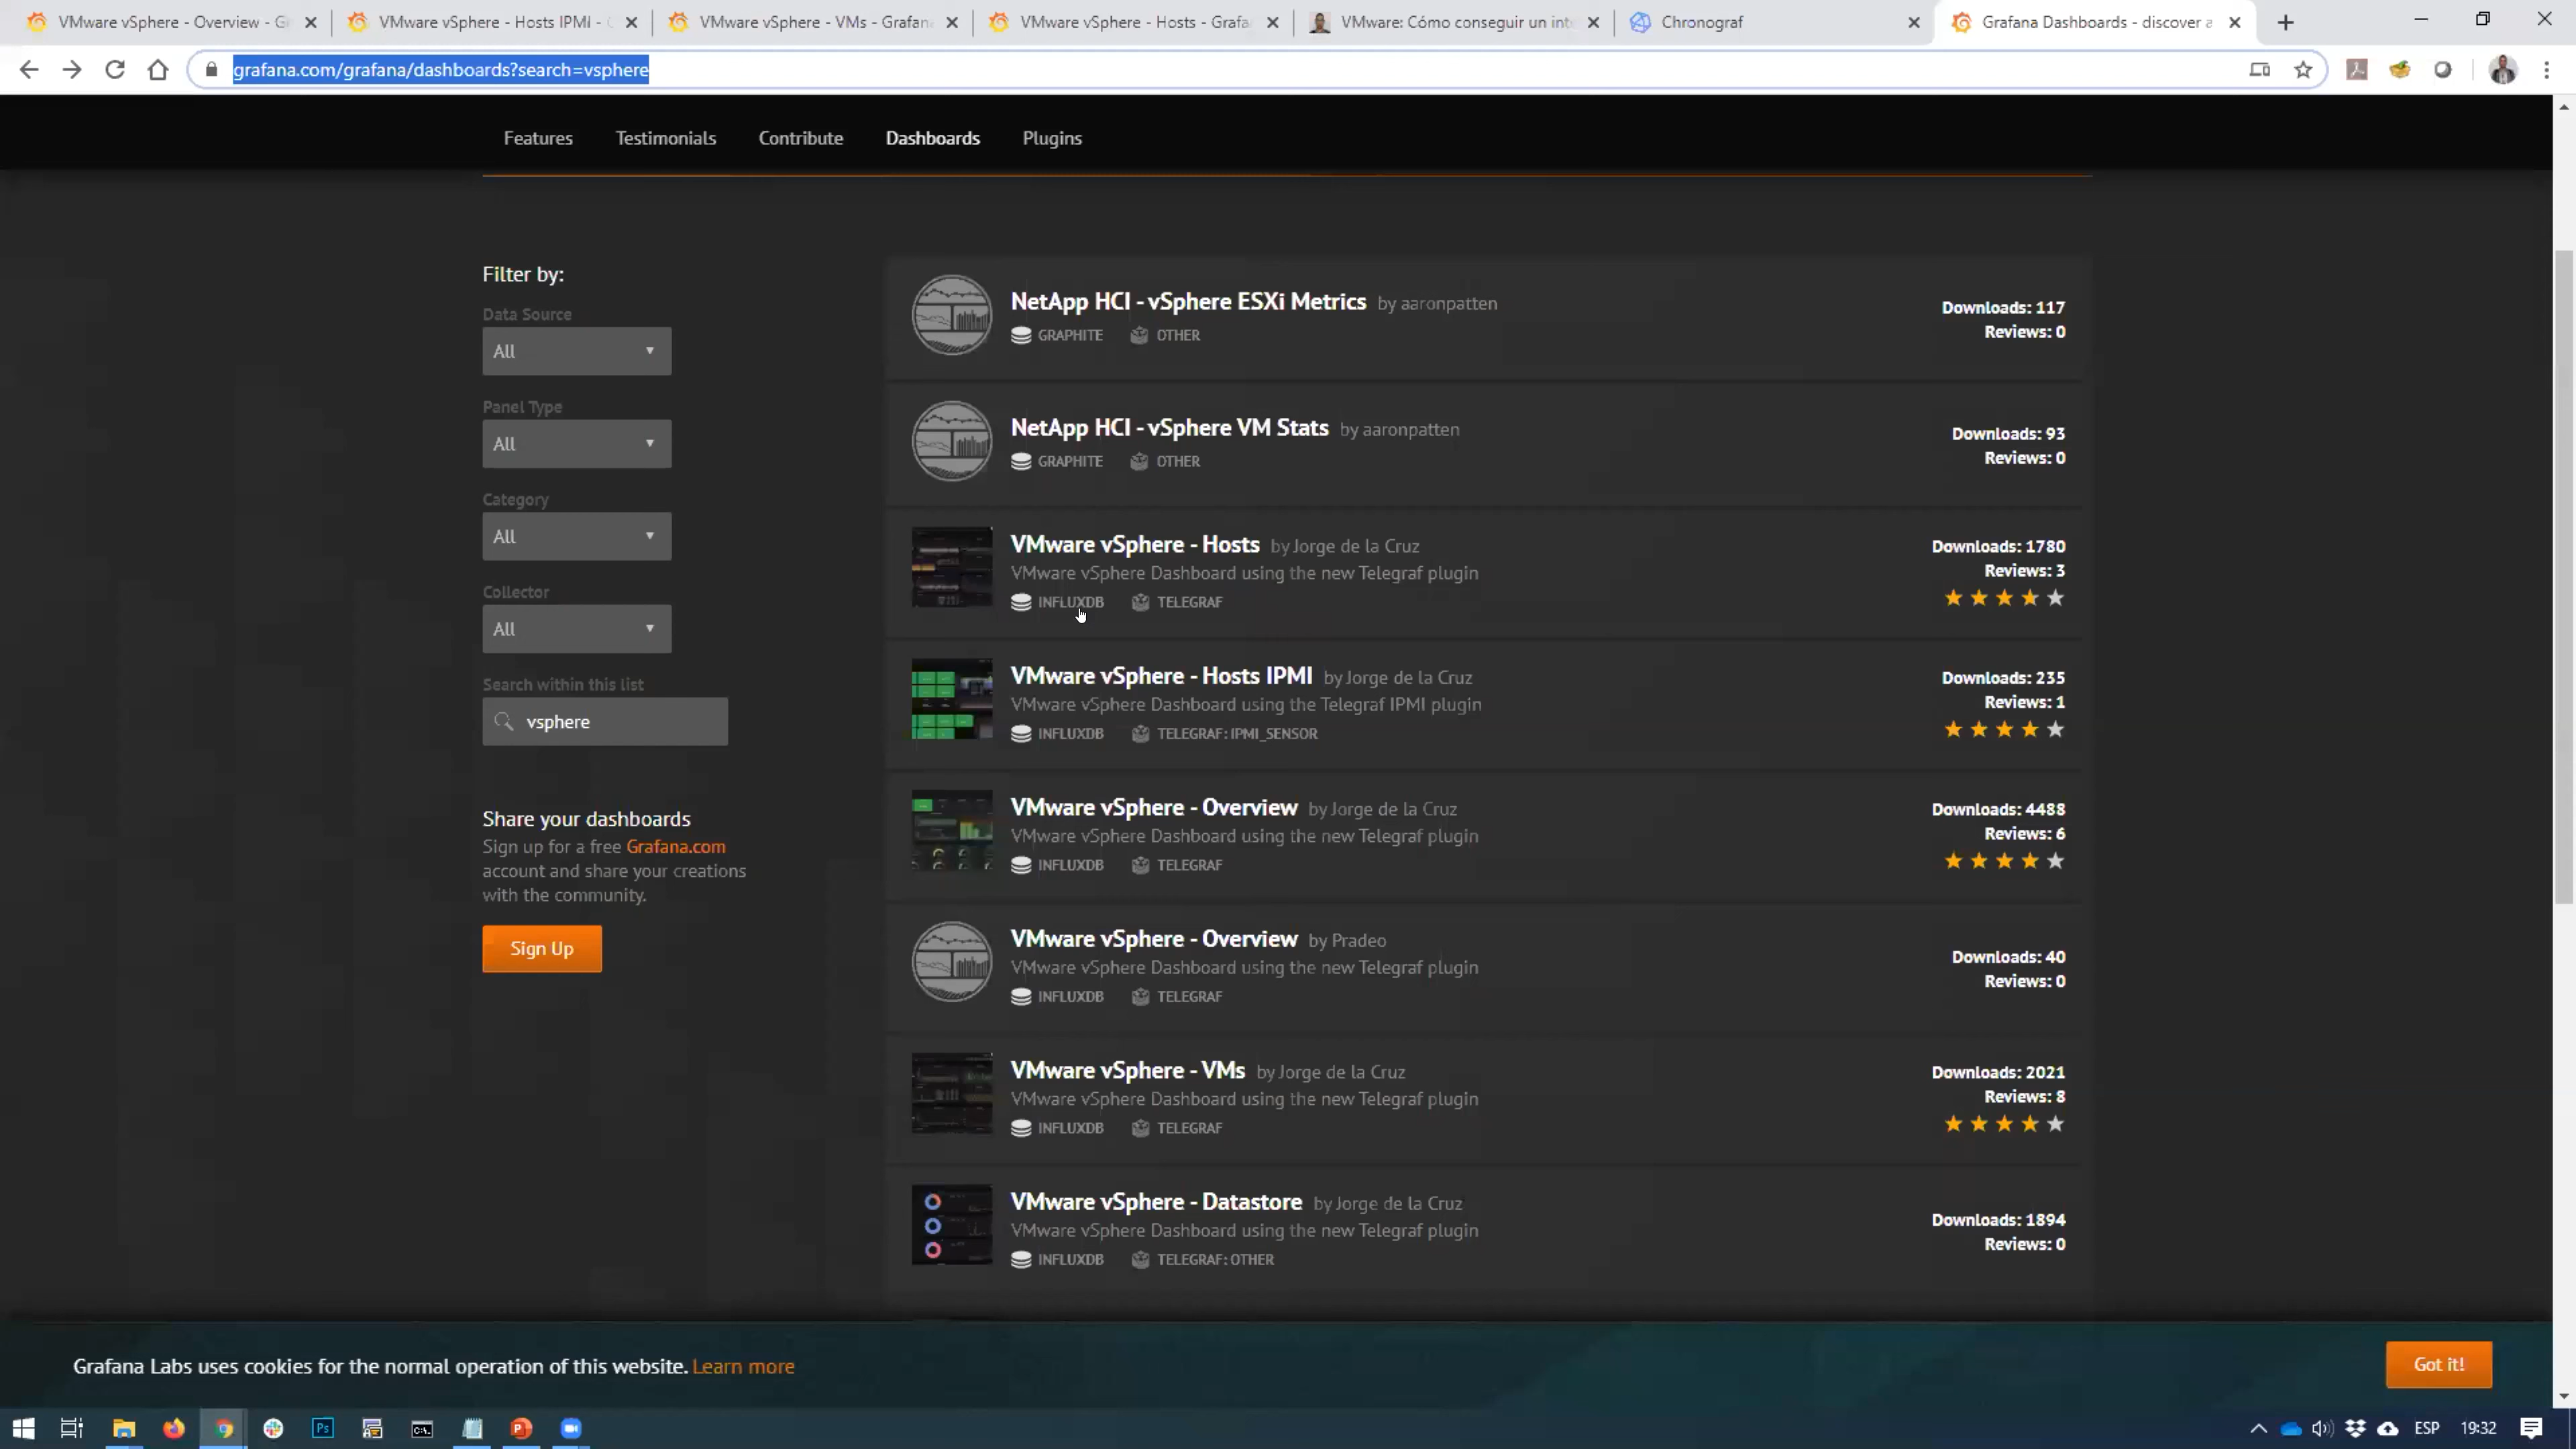 VMware vSphere - Overview - G
VMware vSphere - Hosts IPMI -
VMware vSphere - VMs - Grafan
VMware vSphere - Hosts - Grafa
VMware: Cómo conseguir un int
Chronograf
Grafana Dashboards - discover a
grafana.com/grafana/dashboards?search=vsphere
Features
Testimonials
Contribute
Dashboards
Plugins
Filter by:
Data Source
All
Panel Type
All
Category
All
Collector
All
Search within this list
vsphere
Share your dashboards
Sign up for a free Grafana.com
account and share your creations
with the community.
Sign Up
NetApp HCI - vSphere ESXi Metrics by aaronpatten
GRAPHITE OTHER
Downloads: 117
Reviews: 0
NetApp HCI - vSphere VM Stats by aaronpatten
GRAPHITE OTHER
Downloads: 93
Reviews: 0
VMware vSphere - Hosts by Jorge de la Cruz
VMware vSphere Dashboard using the new Telegraf plugin
INFLUXDB TELEGRAF
Downloads: 1780
Reviews: 3
VMware vSphere - Hosts IPMI by Jorge de la Cruz
VMware vSphere Dashboard using the Telegraf IPMI plugin
INFLUXDB TELEGRAF: IPMI_SENSOR
Downloads: 235
Reviews: 1
VMware vSphere - Overview by Jorge de la Cruz
VMware vSphere Dashboard using the new Telegraf plugin
INFLUXDB TELEGRAF
Downloads: 4488
Reviews: 6
VMware vSphere - Overview by Pradeo
VMware vSphere Dashboard using the new Telegraf plugin
INFLUXDB TELEGRAF
Downloads: 40
Reviews: 0
VMware vSphere - VMs by Jorge de la Cruz
VMware vSphere Dashboard using the new Telegraf plugin
INFLUXDB TELEGRAF
Downloads: 2021
Reviews: 8
VMware vSphere - Datastore by Jorge de la Cruz
VMware vSphere Dashboard using the new Telegraf plugin
INFLUXDB TELEGRAF: OTHER
Downloads: 1894
Reviews: 0
Grafana Labs uses cookies for the normal operation of this website. Learn more
Got it!
Ps
C:\.
P
ESP
19:32